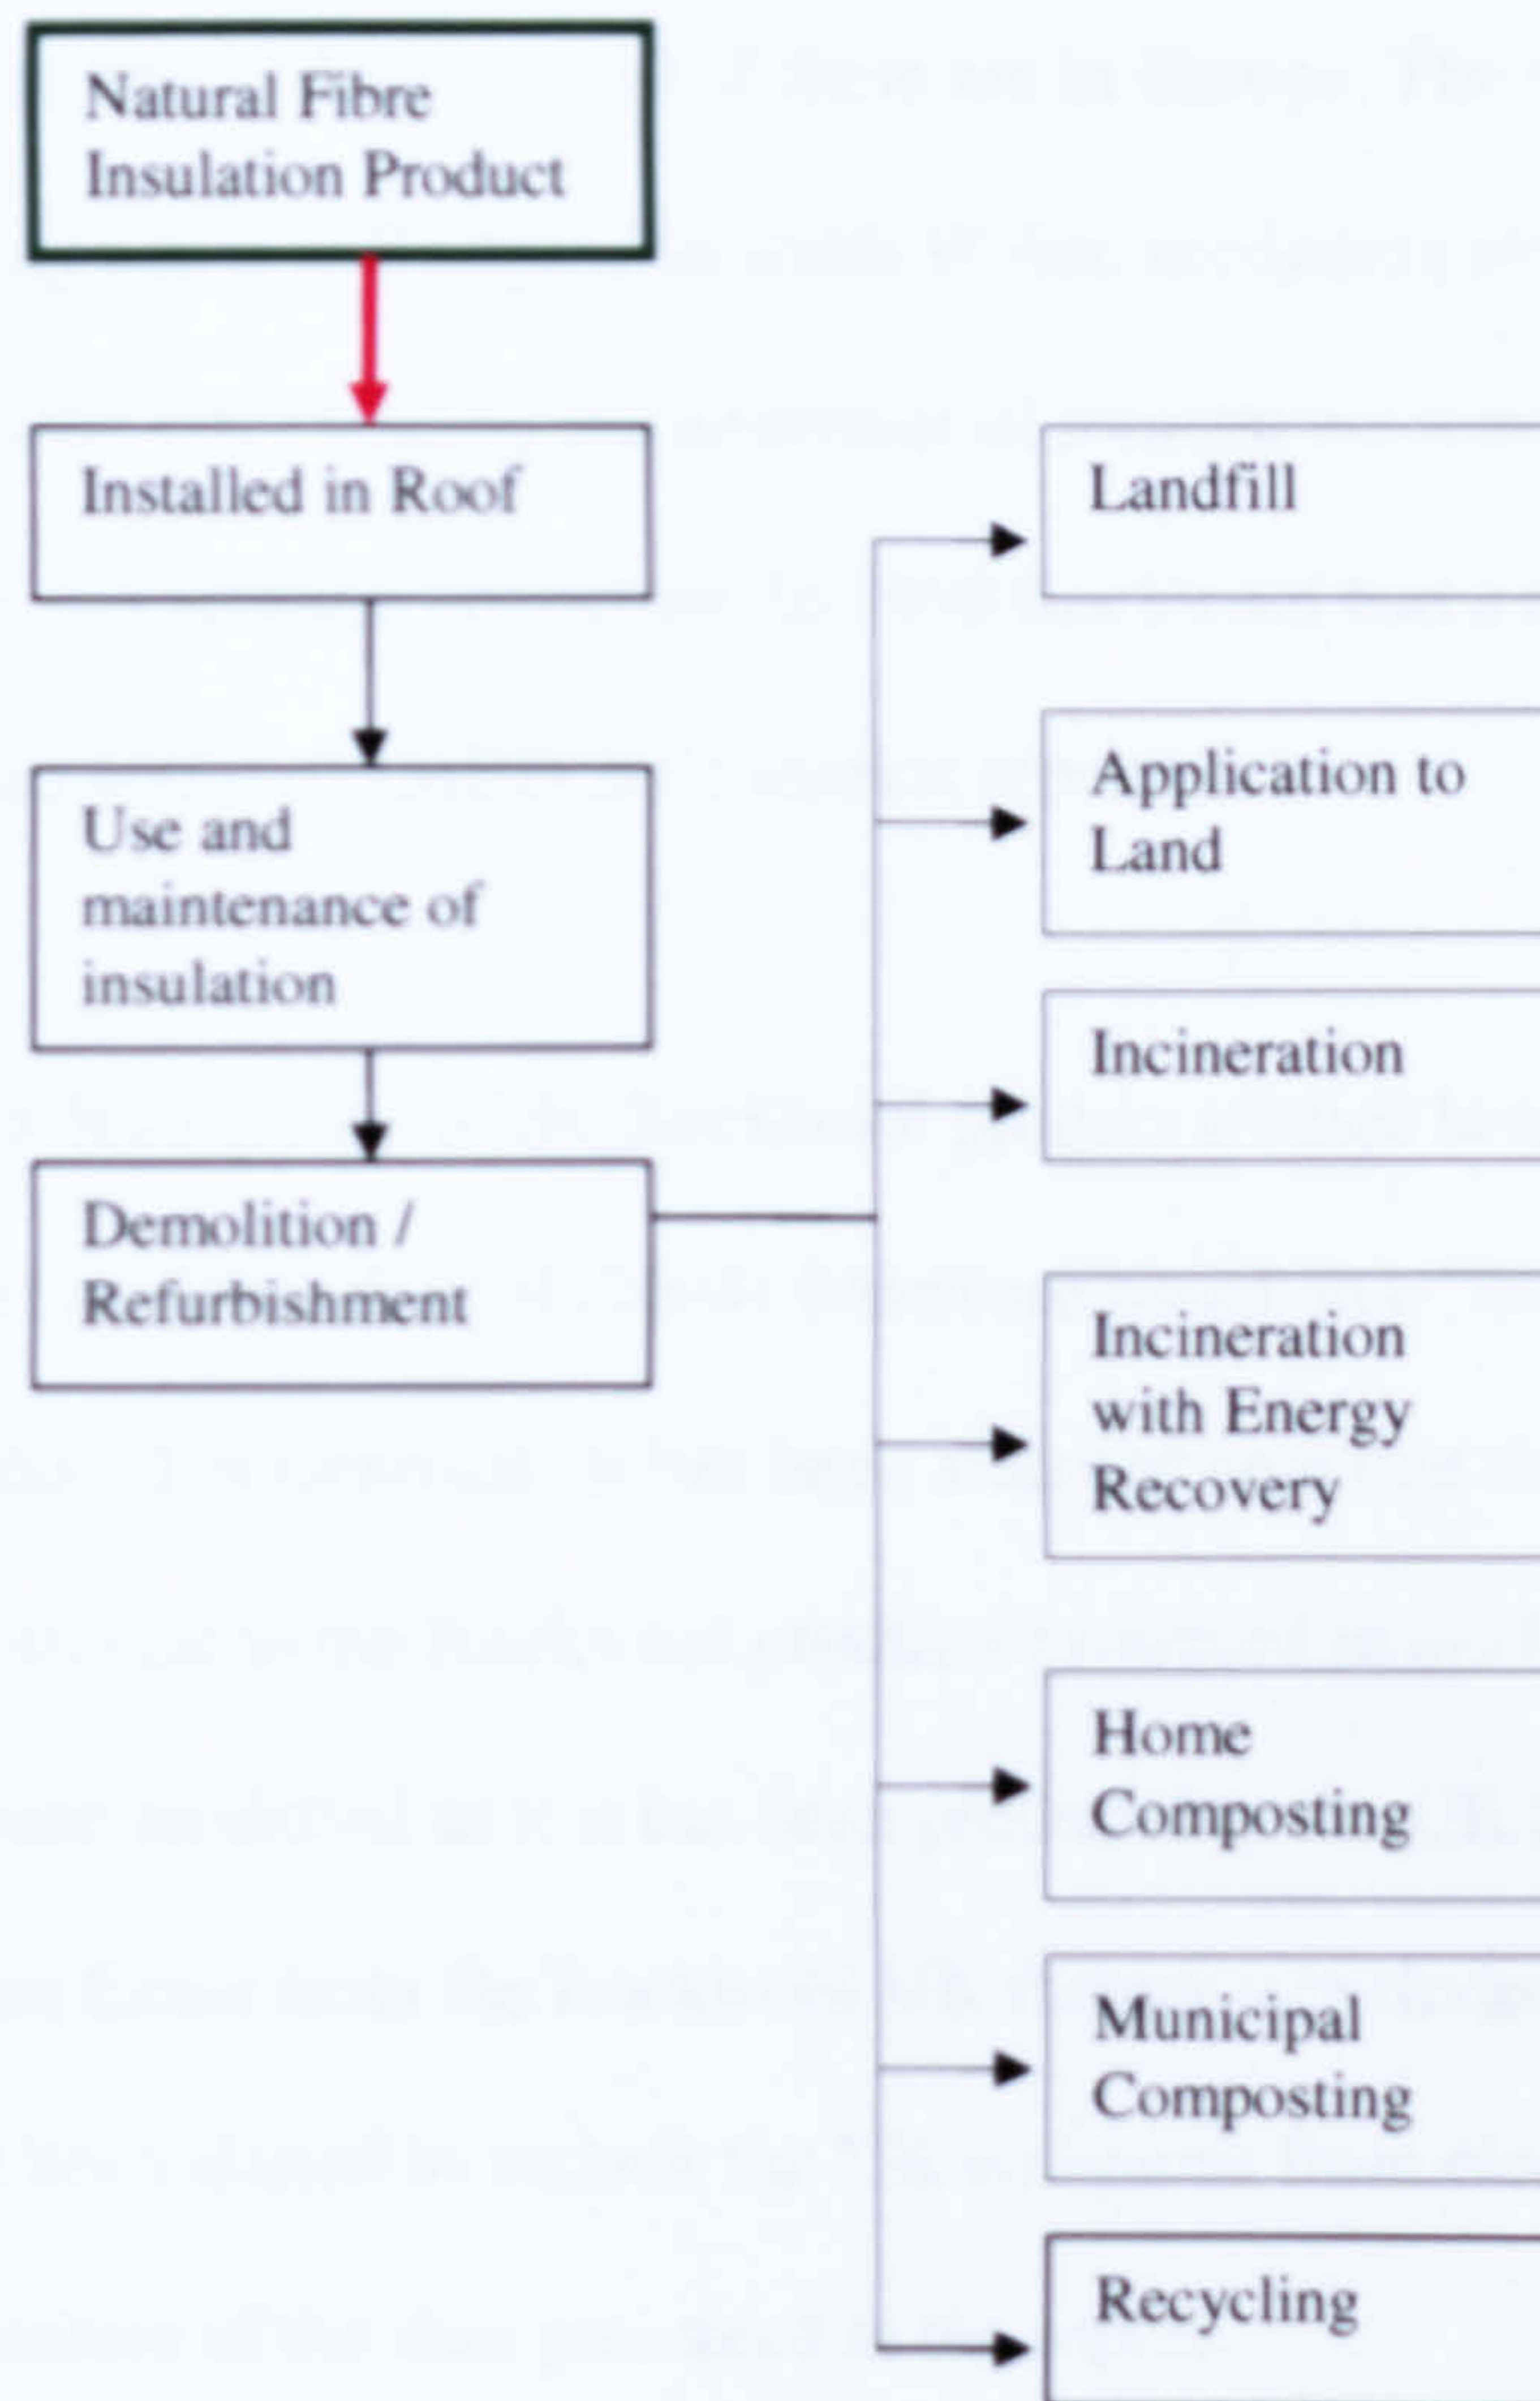 Natural Fibre
Insulation Product
Installed in Roof
Use and
maintenance of
insulation
Demolition /
Refurbishment
Landfill
Application to
Land
Incineration
Incineration
with Energy
Recovery
Home
Composting
Municipal
Composting
Recycling